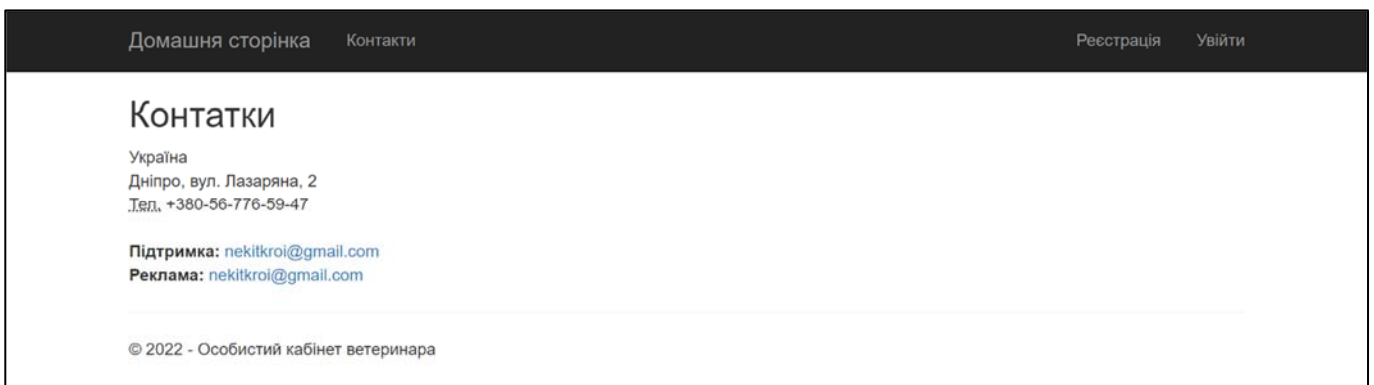 Домашня сторінка Контакти Реєстрація Увійти
Контатки
Україна
Дніпро, вул. Лазаряна, 2
Тел. +380-56-776-59-47
Підтримка: nekitkroi@gmail.com
Реклама: nekitkroi@gmail.com
© 2022 - Особистий кабінет ветеринара